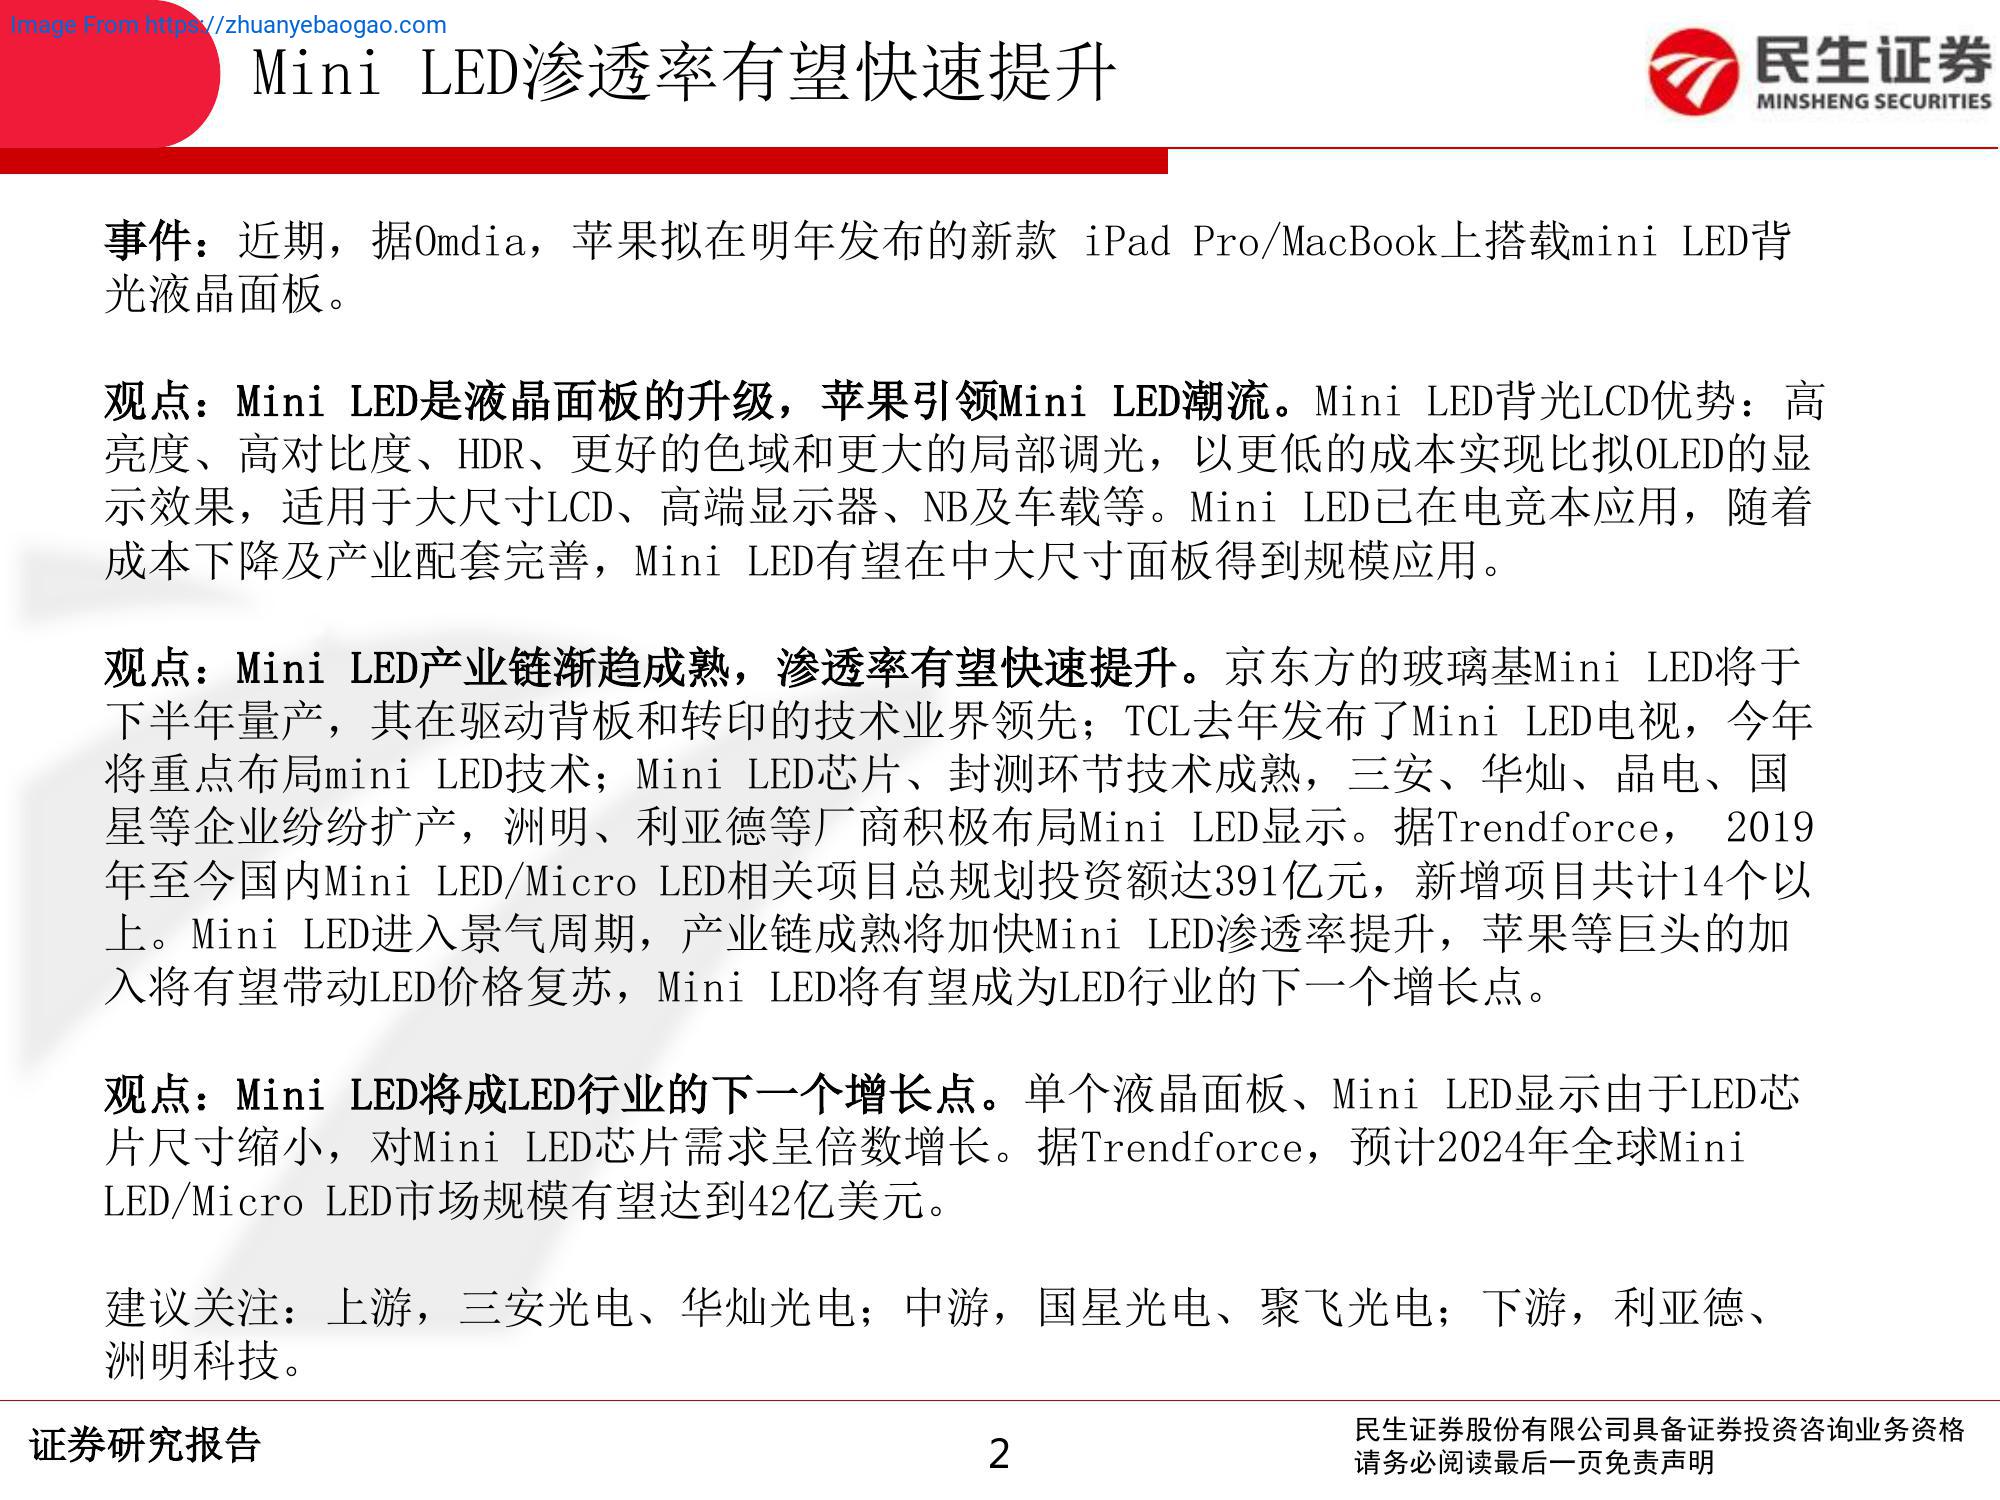 Image From https://zhuanyebaogao.com
Mini LED渗透率有望快速提升
民生证券
MINSHENG SECURITIES
事件：近期，据Omdia，苹果拟在明年发布的新款 iPad Pro/MacBook上搭载mini LED背
光液晶面板。
观点：Mini LED是液晶面板的升级，苹果引领Mini LED潮流。Mini LED背光LCD优势：高
亮度、高对比度、HDR、更好的色域和更大的局部调光，以更低的成本实现比拟OLED的显
示效果，适用于大尺寸LCD、高端显示器、NB及车载等。Mini LED已在电竞本应用，随着
成本下降及产业配套完善，Mini LED有望在中大尺寸面板得到规模应用。
观点：Mini LED产业链渐趋成熟，渗透率有望快速提升。京东方的玻璃基Mini LED将于
下半年量产，其在驱动背板和转印的技术业界领先；TCL去年发布了Mini LED电视，今年
将重点布局mini LED技术；Mini LED芯片、封测环节技术成熟，三安、华灿、晶电、国
星等企业纷纷扩产，洲明、利亚德等厂商积极布局Mini LED显示。据Trendforce， 2019
年至今国内Mini LED/Micro LED相关项目总规划投资额达391亿元，新增项目共计14个以
上。Mini LED进入景气周期，产业链成熟将加快Mini LED渗透率提升，苹果等巨头的加
入将有望带动LED价格复苏，Mini LED将有望成为LED行业的下一个增长点。
观点：Mini LED将成LED行业的下一个增长点。单个液晶面板、Mini LED显示由于LED芯
片尺寸缩小，对Mini LED芯片需求呈倍数增长。据Trendforce，预计2024年全球Mini
LED/Micro LED市场规模有望达到42亿美元。
建议关注：上游，三安光电、华灿光电；中游，国星光电、聚飞光电；下游，利亚德、
洲明科技。
证券研究报告
2
民生证券股份有限公司具备证券投资咨询业务资格
请务必阅读最后一页免责声明